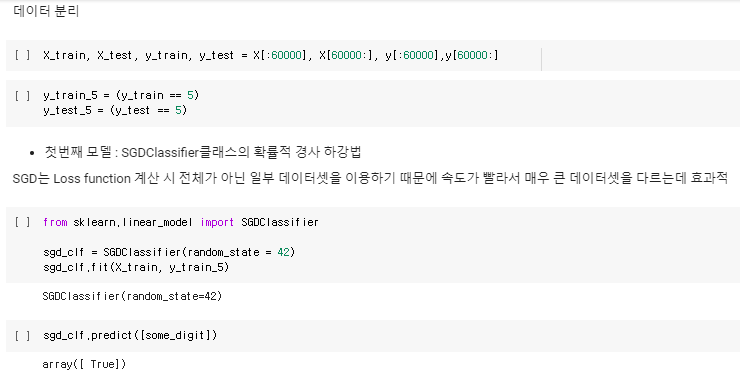 데이터 분리
[ ] X_train, X_test, y_train, y_test = X[:60000], X[60000:], y[:60000],y[60000:]
[ ] y_train_5 = (y_train == 5)
y_test_5 = (y_test == 5)
• 첫번째 모델 : SGDClassifier클래스의 확률적 경사 하강법
SGD는 Loss function 계산 시 전체가 아닌 일부 데이터셋을 이용하기 때문에 속도가 빨라서 매우 큰 데이터셋을 다르는데 효과적
[ ] from sklearn.linear_model import SGDClassifier
sgd_clf = SGDClassifier(random_state = 42)
sgd_clf.fit(X_train, y_train_5)
SGDClassifier(random_state=42)
[ ] sgd_clf.predict([some_digit])
array([ True])